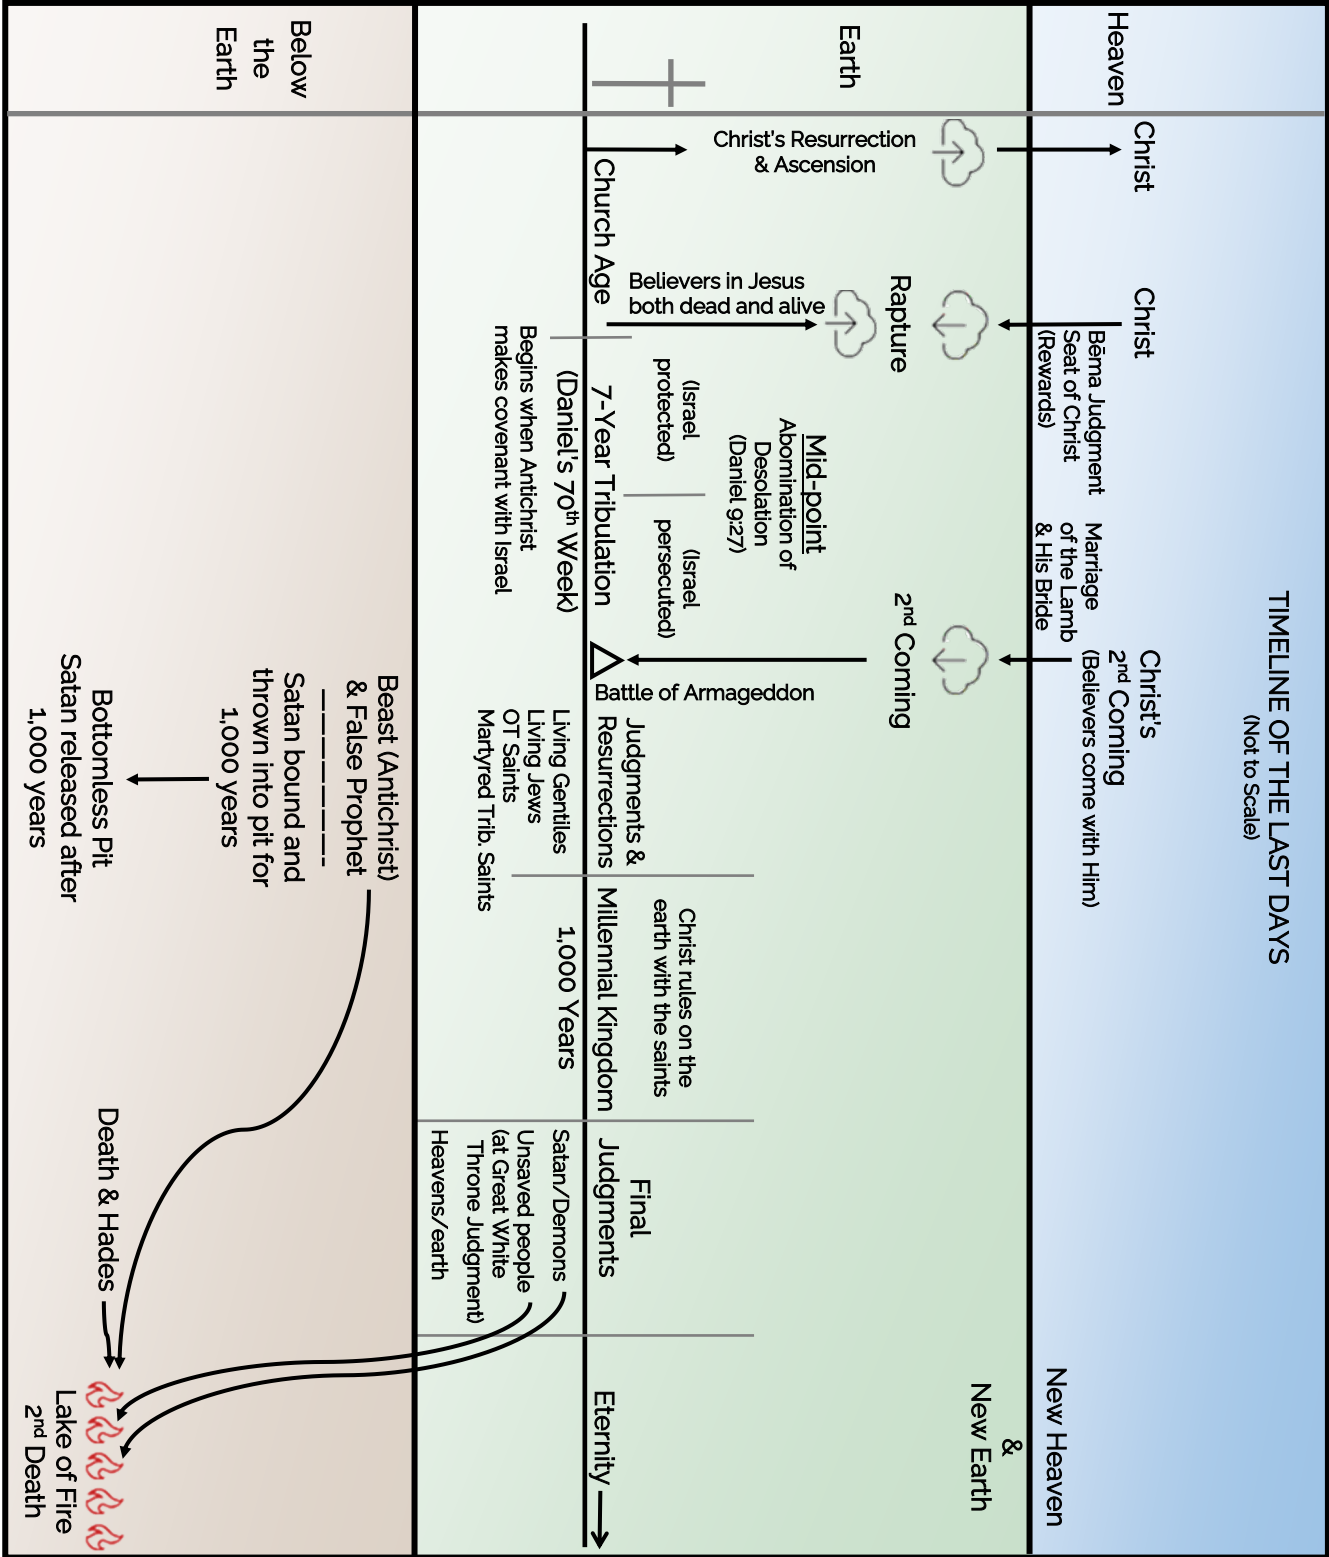 TIMELINE OF THE LAST DAYS
(Not to Scale)
Heaven
Christ
Christ
Bēma Judgment
Seat of Christ
(Rewards)
Marriage
of the Lamb
& His Bride
Christ's
2nd Coming
(Believers come with Him)
New Heaven
&
New Earth
Earth
Christ's Resurrection
& Ascension
Rapture
Believers in Jesus
both dead and alive
Mid-point
Abomination of
Desolation
(Daniel 9:27)
(Israel
protected)
(Israel
persecuted)
2nd Coming
Battle of Armageddon
Christ rules on the
earth with the saints
Church Age
7-Year Tribulation
(Daniel's 70th Week)
Begins when Antichrist
makes covenant with Israel
Judgments &
Resurrections
Living Gentiles
Living Jews
OT Saints
Martyred Trib. Saints
Millennial Kingdom
1,000 Years
Final
Judgments
Satan/Demons
Unsaved people
(at Great White
Throne Judgment)
Heavens/earth
Eternity
Below
the
Earth
Beast (Antichrist)
& False Prophet
Satan bound and
thrown into pit for
1,000 years
Bottomless Pit
Satan released after
1,000 years
Death & Hades
Lake of Fire
2nd Death